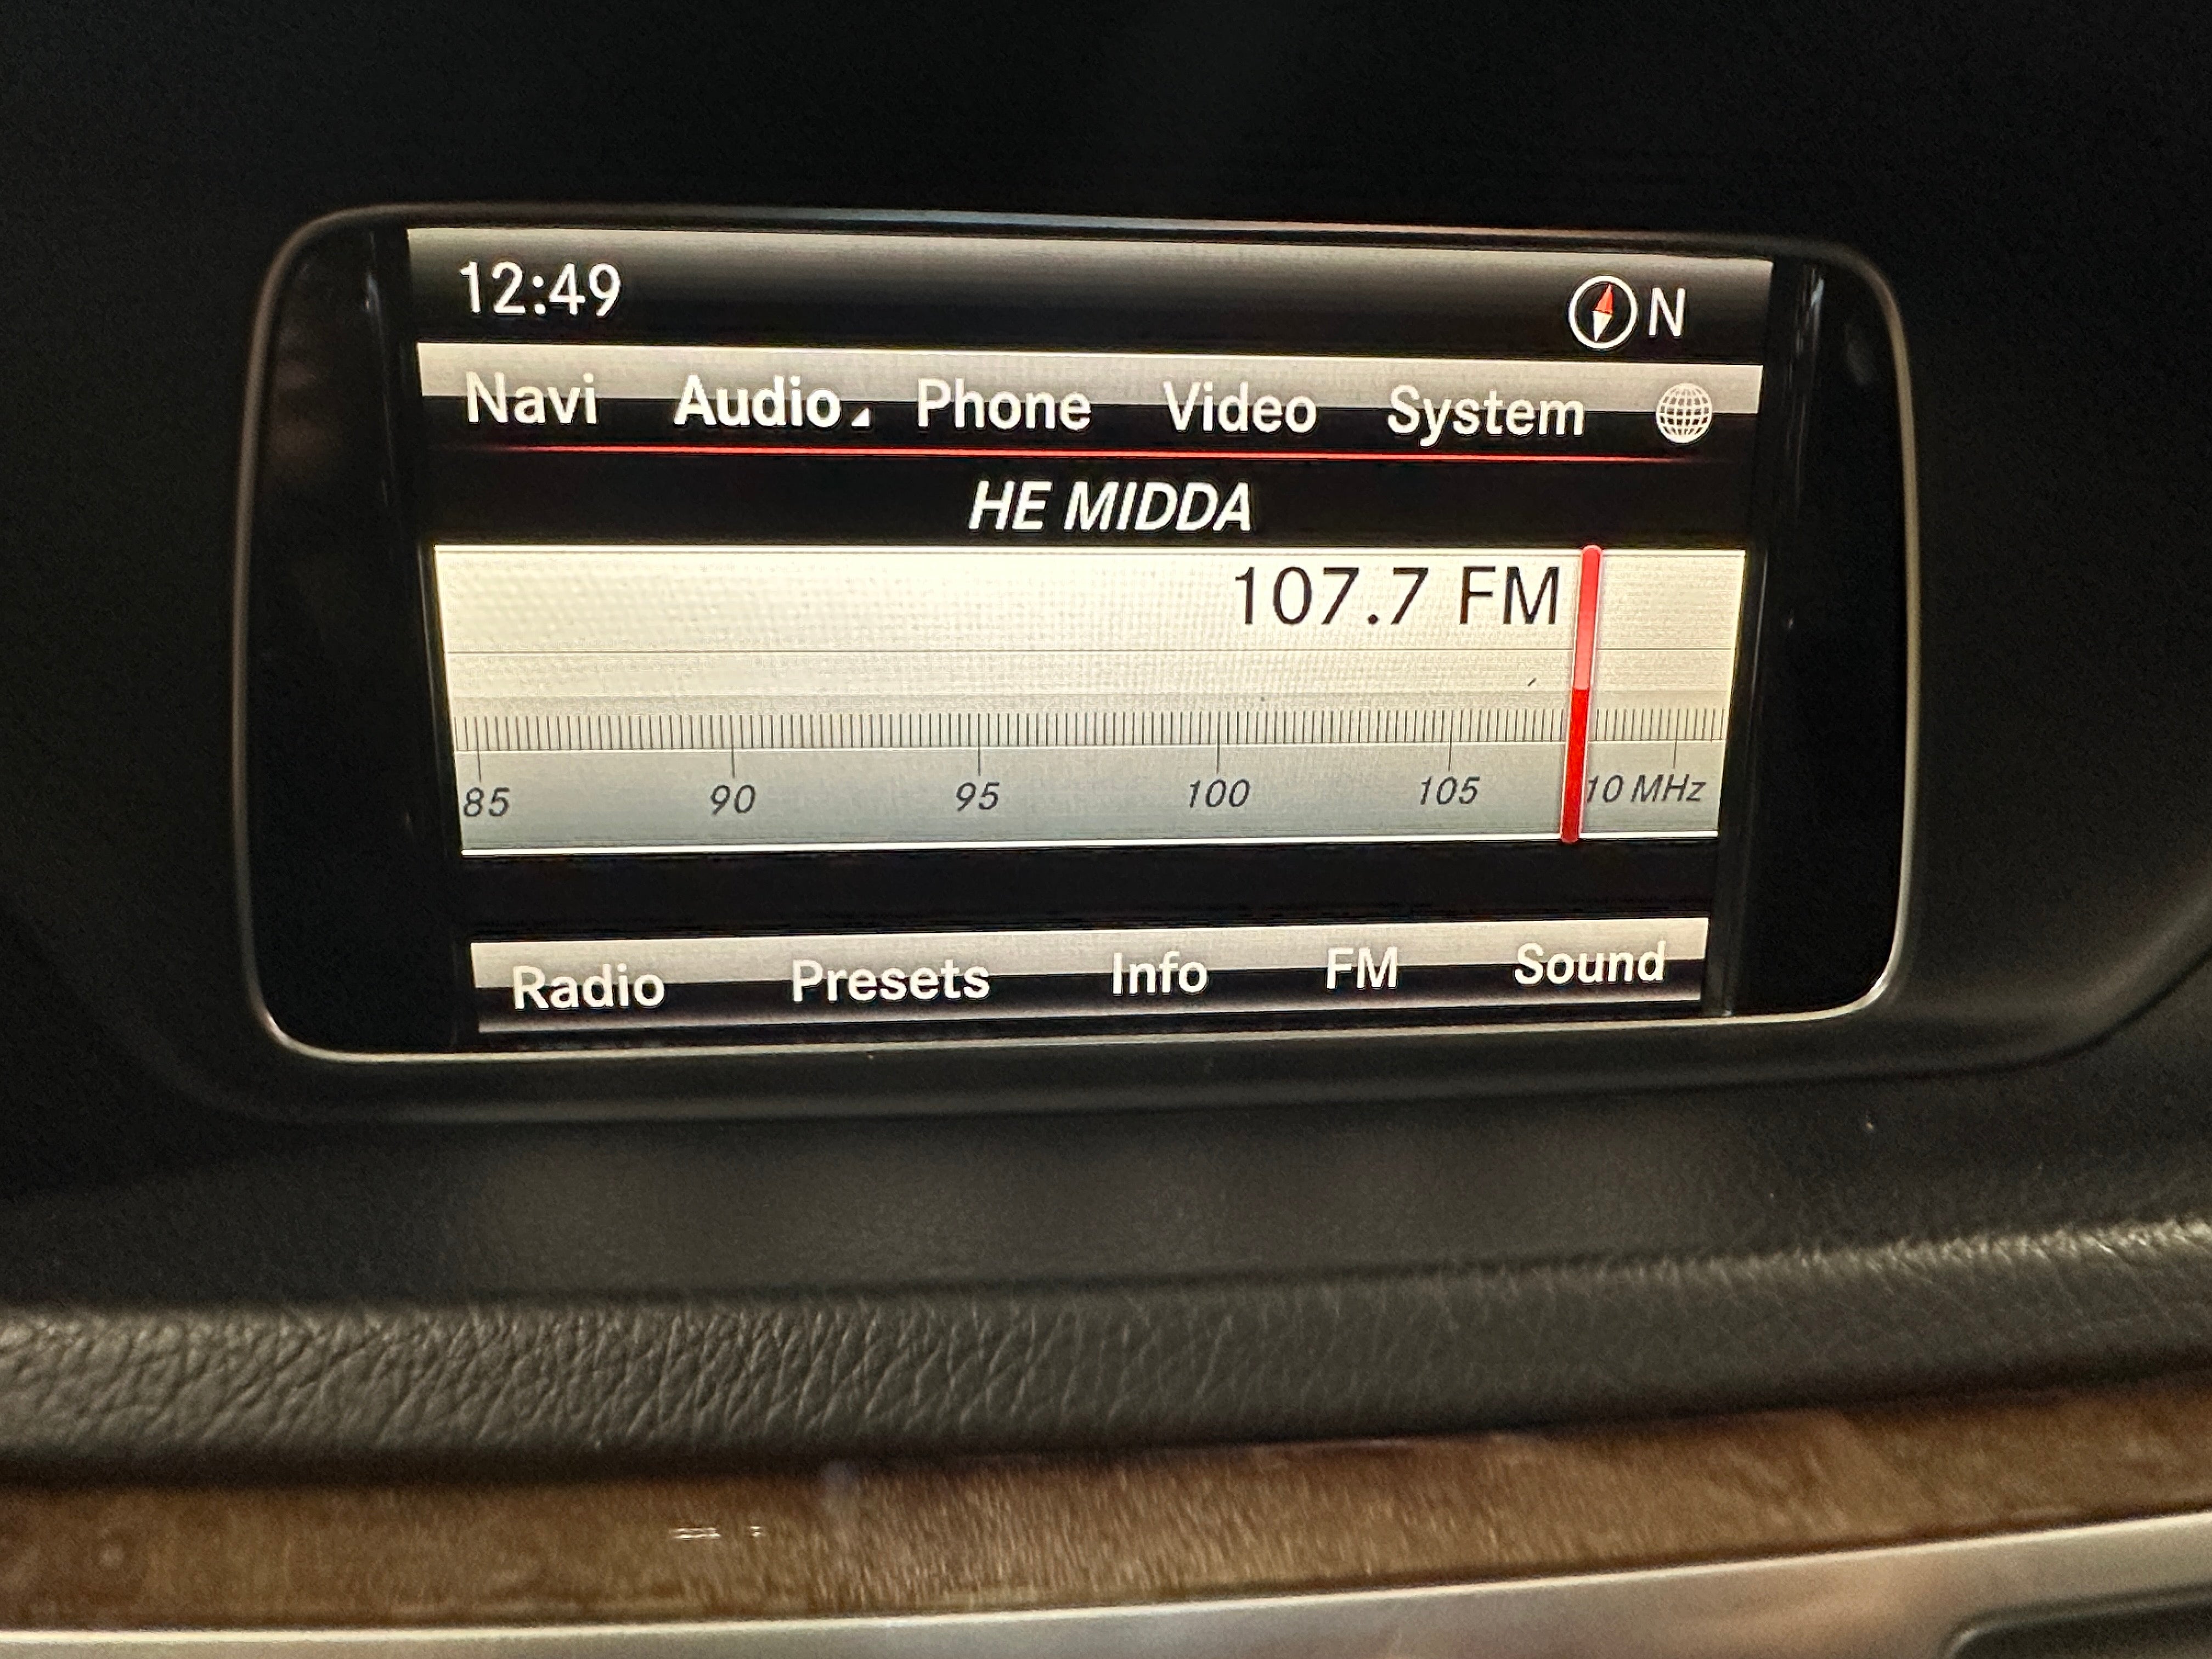 12:49 N
Navi Audio Phone Video System
HE MIDDA
107.7 FM
85 90 95 100 105 10 MHz
Radio Presets Info FM Sound